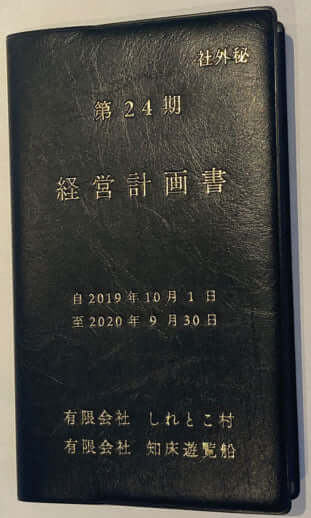 社外秘
第24期
経営計画書
自2019年10月1日
至2020年9月30日
有限会社 しれとこ村
有限会社 知床遊覧船